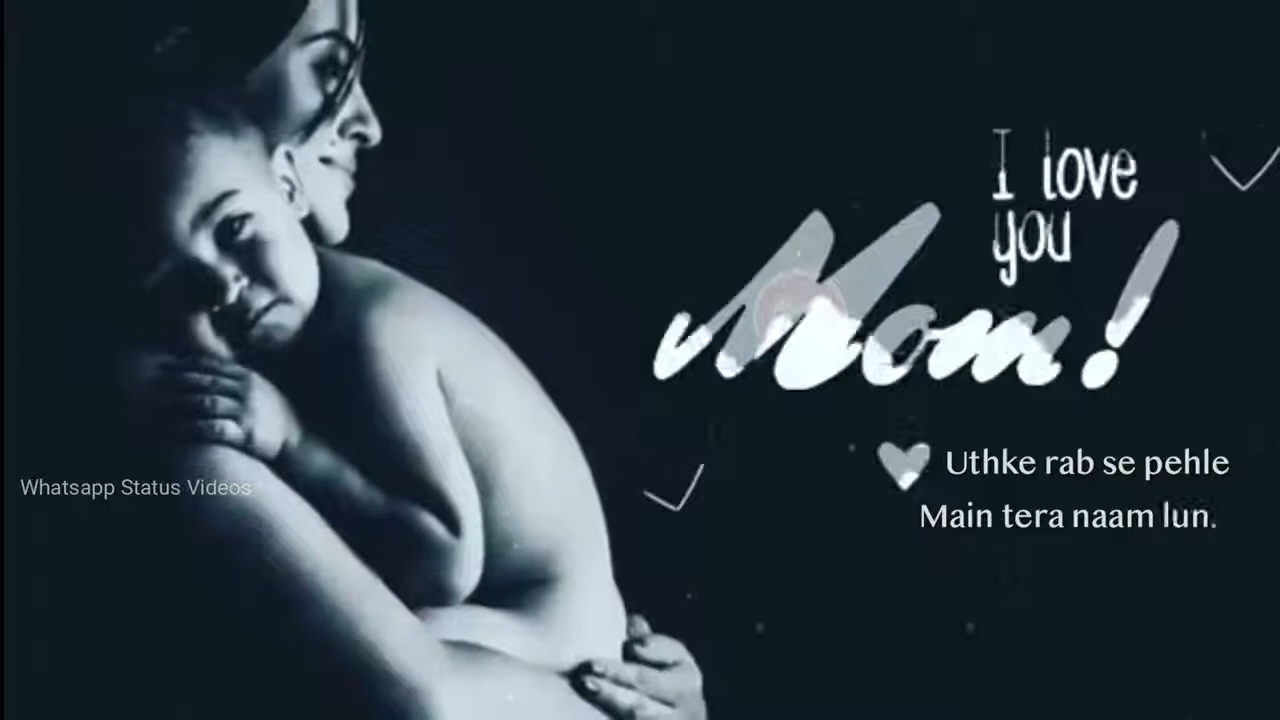 I love
you
Mom!
Uthke rab se pehle
Main tera naam lun.
Whatsapp Status Videos